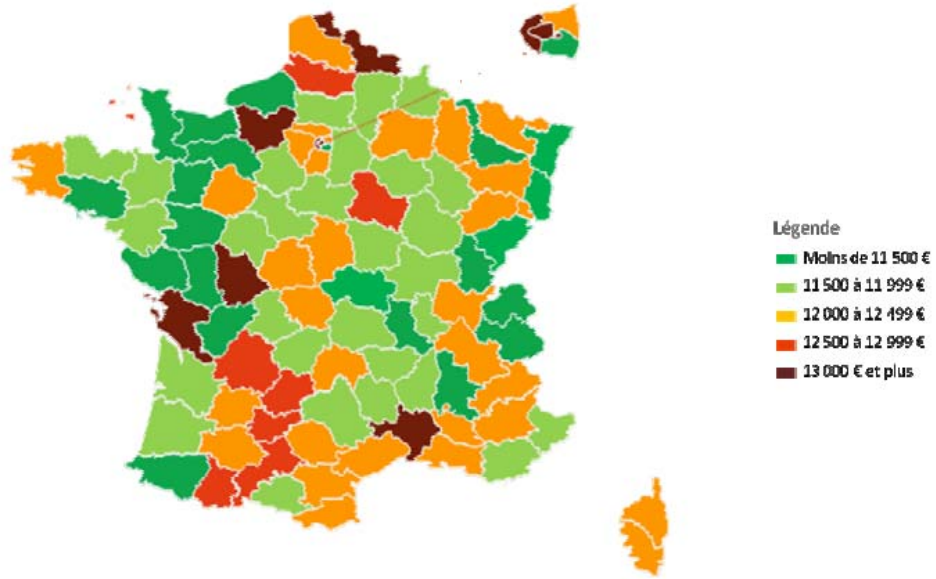 Légende
Moins de 11 500 €
11 500 à 11 999 €
12 000 à 12 499 €
12 500 à 12 999 €
13 000 € et plus